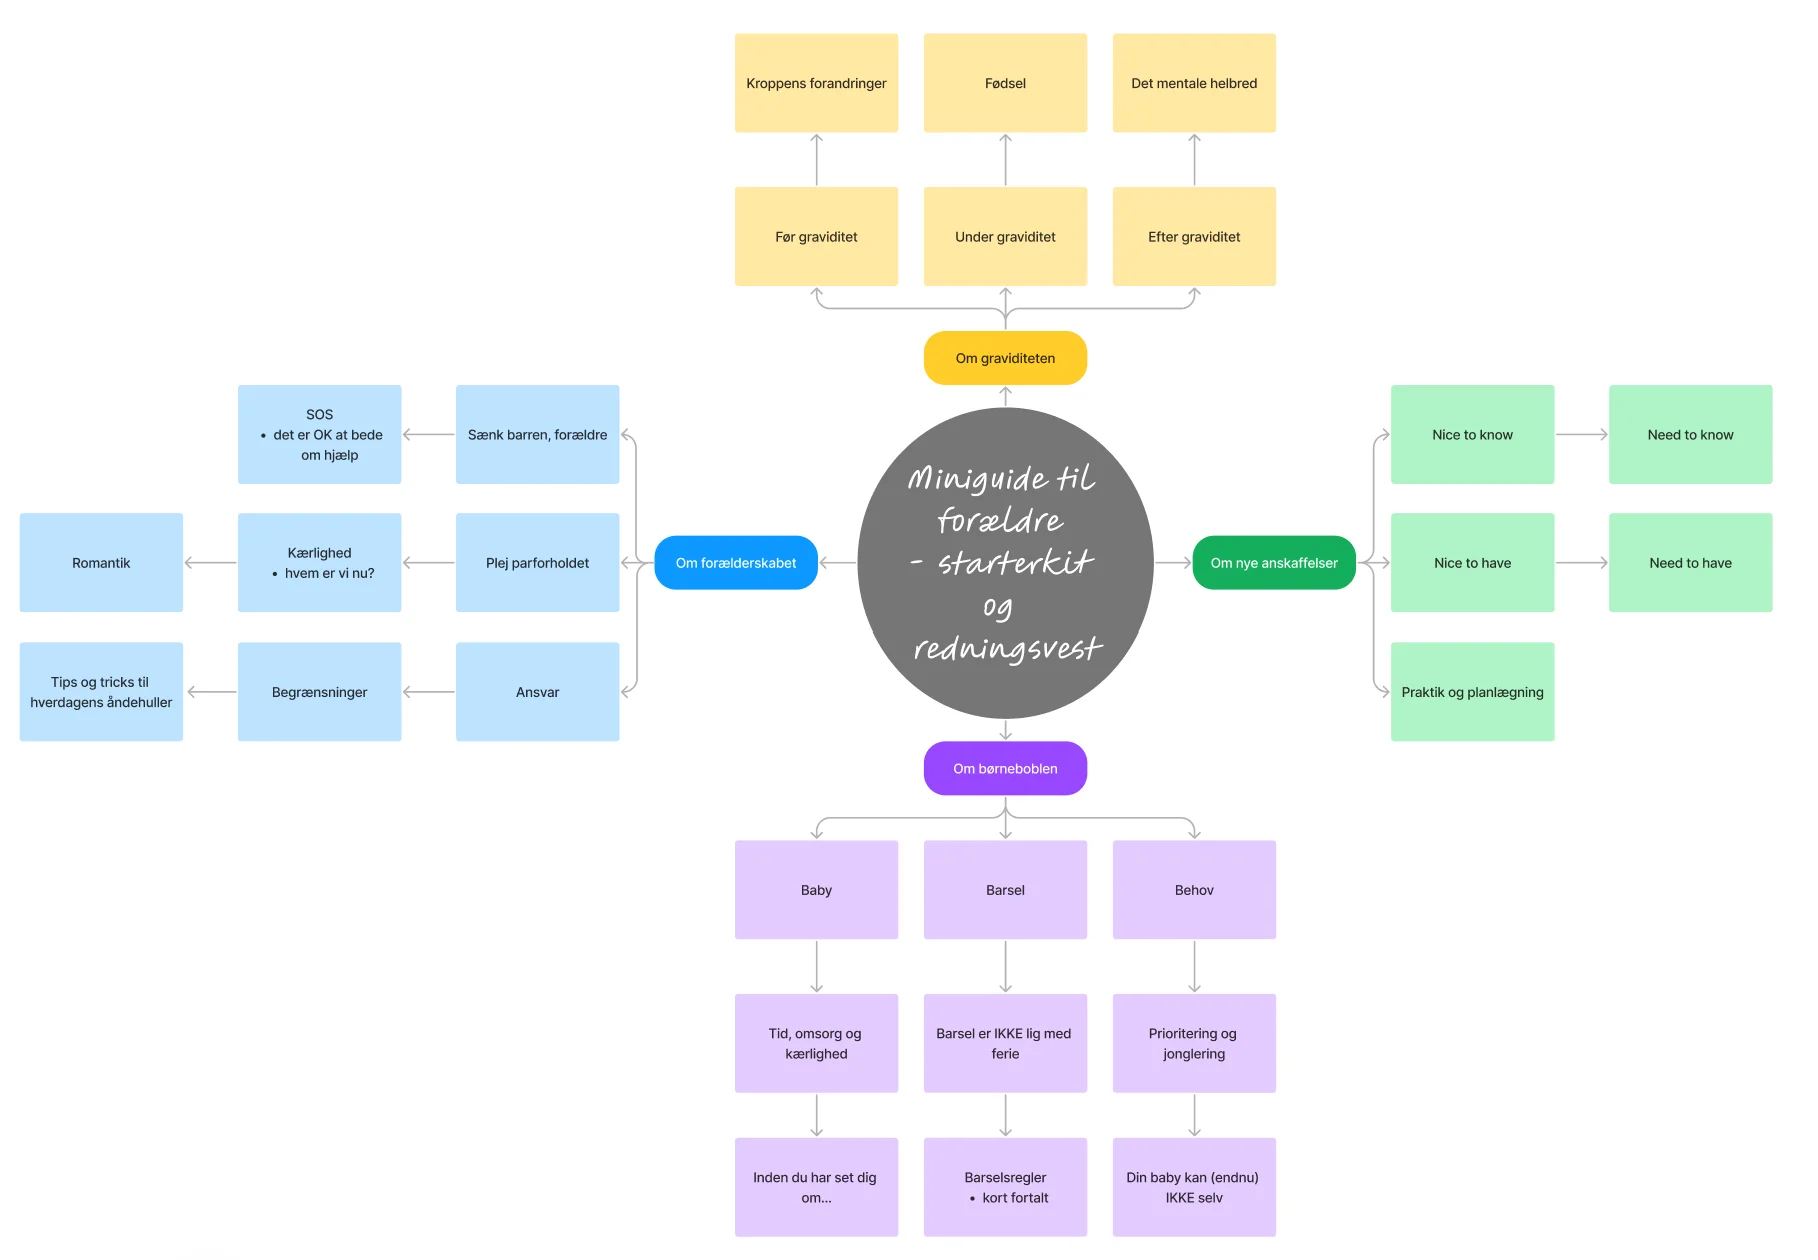 Kroppens forandringer
Fødsel
Det mentale helbred
Før graviditet
Under graviditet
Efter graviditet
Om graviditeten
SOS
• det er OK at bede
om hjælp
Sænk barren, forældre
Nice to know
Need to know
Miniguide til
forældre
- starterkit
og
redningsvest
Romantik
Kærlighed
• hvem er vi nu?
Plej parforholdet
Om forælderskabet
Om nye anskaffelser
Nice to have
Need to have
Tips og tricks til
hverdagens åndehuller
Begrænsninger
Ansvar
Praktik og planlægning
Om børneboblen
Baby
Barsel
Behov
Tid, omsorg og
kærlighed
Barsel er IKKE lig med
ferie
Prioritering og
jonglering
Inden du har set dig
om...
Barselsregler
• kort fortalt
Din baby kan (endnu)
IKKE selv